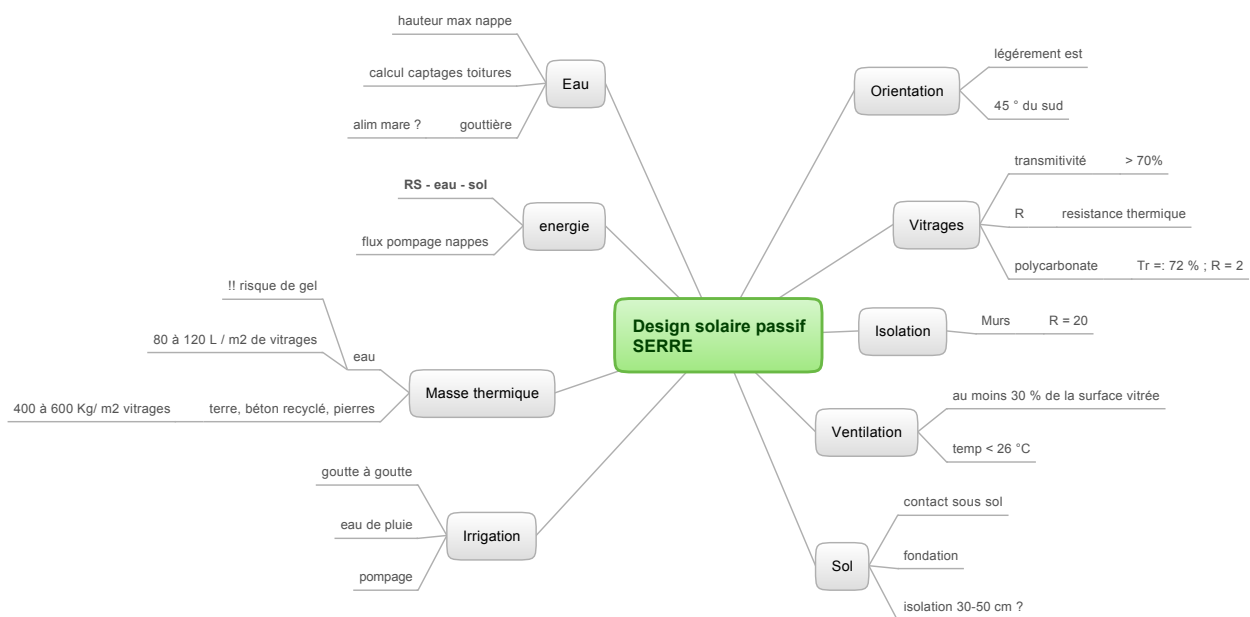 Design solaire passif
SERRE
Eau
hauteur max nappe
calcul captages toitures
gouttière
alim mare ?
energie
RS - eau - sol
flux pompage nappes
Masse thermique
eau
!! risque de gel
80 à 120 L / m2 de vitrages
terre, béton recyclé, pierres
400 à 600 Kg/ m2 vitrages
Irrigation
goutte à goutte
eau de pluie
pompage
Orientation
légérement est
45 ° du sud
Vitrages
transmitivité
> 70%
R
resistance thermique
polycarbonate
Tr =: 72 % ; R = 2
Isolation
Murs
R = 20
Ventilation
au moins 30 % de la surface vitrée
temp < 26 °C
Sol
contact sous sol
fondation
isolation 30-50 cm ?